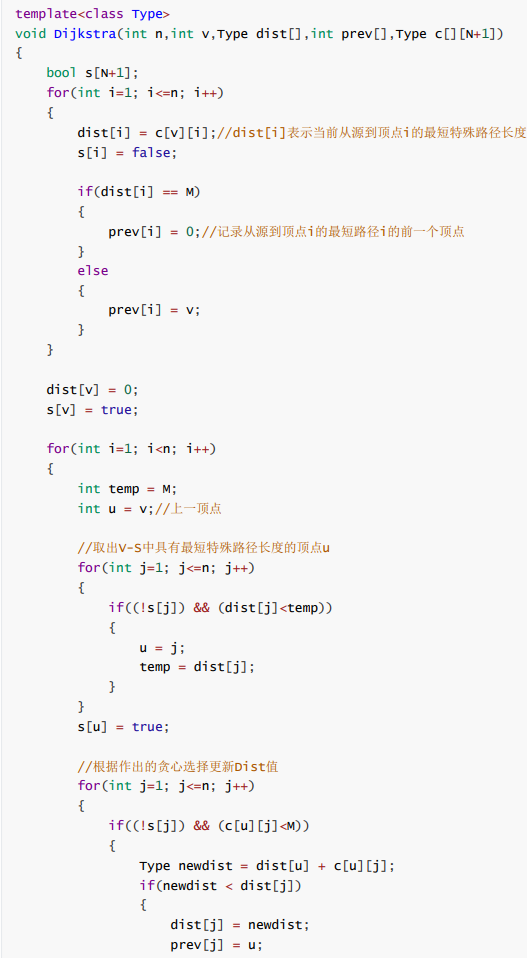 template<class Type>
void Dijkstra(int n,int v,Type dist[],int prev[],Type c[][N+1])
{
    bool s[N+1];
    for(int i=1; i<=n; i++)
    {
        dist[i] = c[v][i];//dist[i]表示当前从源到顶点i的最短特殊路径长度
        s[i] = false;

        if(dist[i] == M)
        {
            prev[i] = 0;//记录从源到顶点i的最短路径i的前一个顶点
        }
        else
        {
            prev[i] = v;
        }
    }

    dist[v] = 0;
    s[v] = true;

    for(int i=1; i<n; i++)
    {
        int temp = M;
        int u = v;//上一顶点

        //取出V-S中具有最短特殊路径长度的顶点u
        for(int j=1; j<=n; j++)
        {
            if((!s[j]) && (dist[j]<temp))
            {
                u = j;
                temp = dist[j];
            }
        }
        s[u] = true;

        //根据作出的贪心选择更新Dist值
        for(int j=1; j<=n; j++)
        {
            if((!s[j]) && (c[u][j]<M))
            {
                Type newdist = dist[u] + c[u][j];
                if(newdist < dist[j])
                {
                    dist[j] = newdist;
                    prev[j] = u;